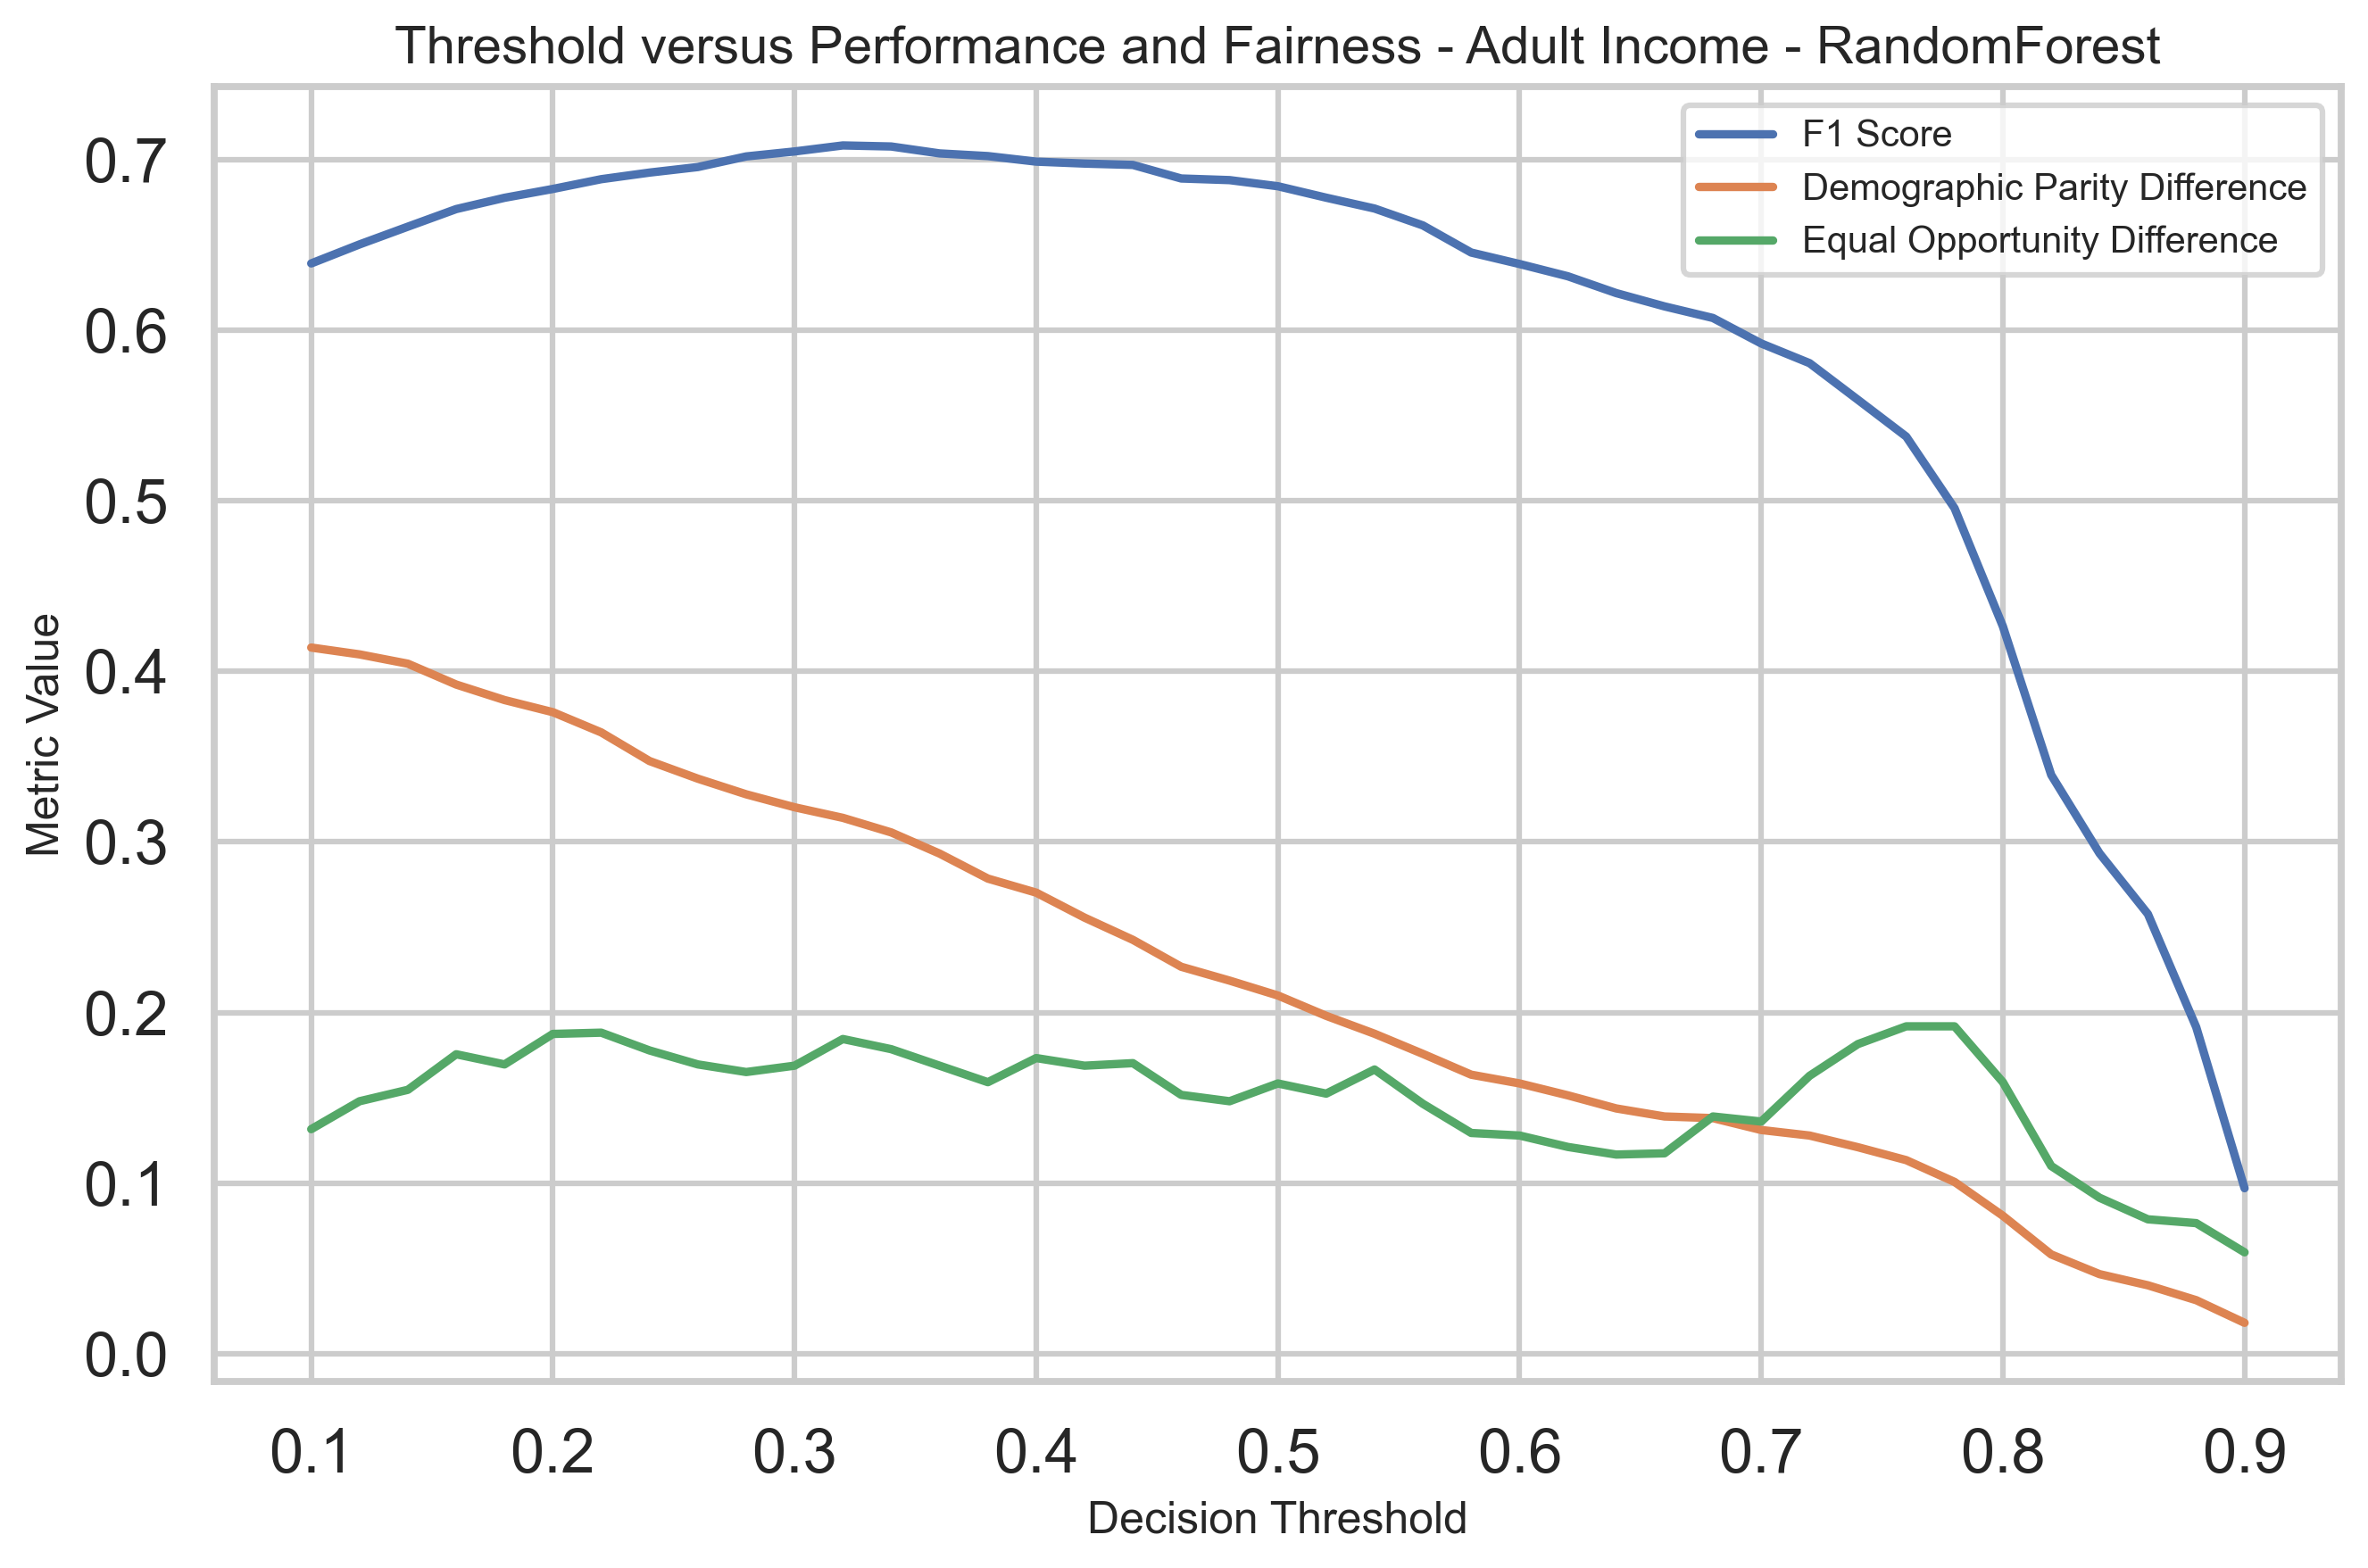 Threshold versus Performance and Fairness - Adult Income - RandomForest
F1 Score
Demographic Parity Difference
Equal Opportunity Difference
Metric Value
0.7
0.6
0.5
0.4
0.3
0.2
0.1
0.0
0.1 0.2 0.3 0.4 0.5 0.6 0.7 0.8 0.9
Decision Threshold